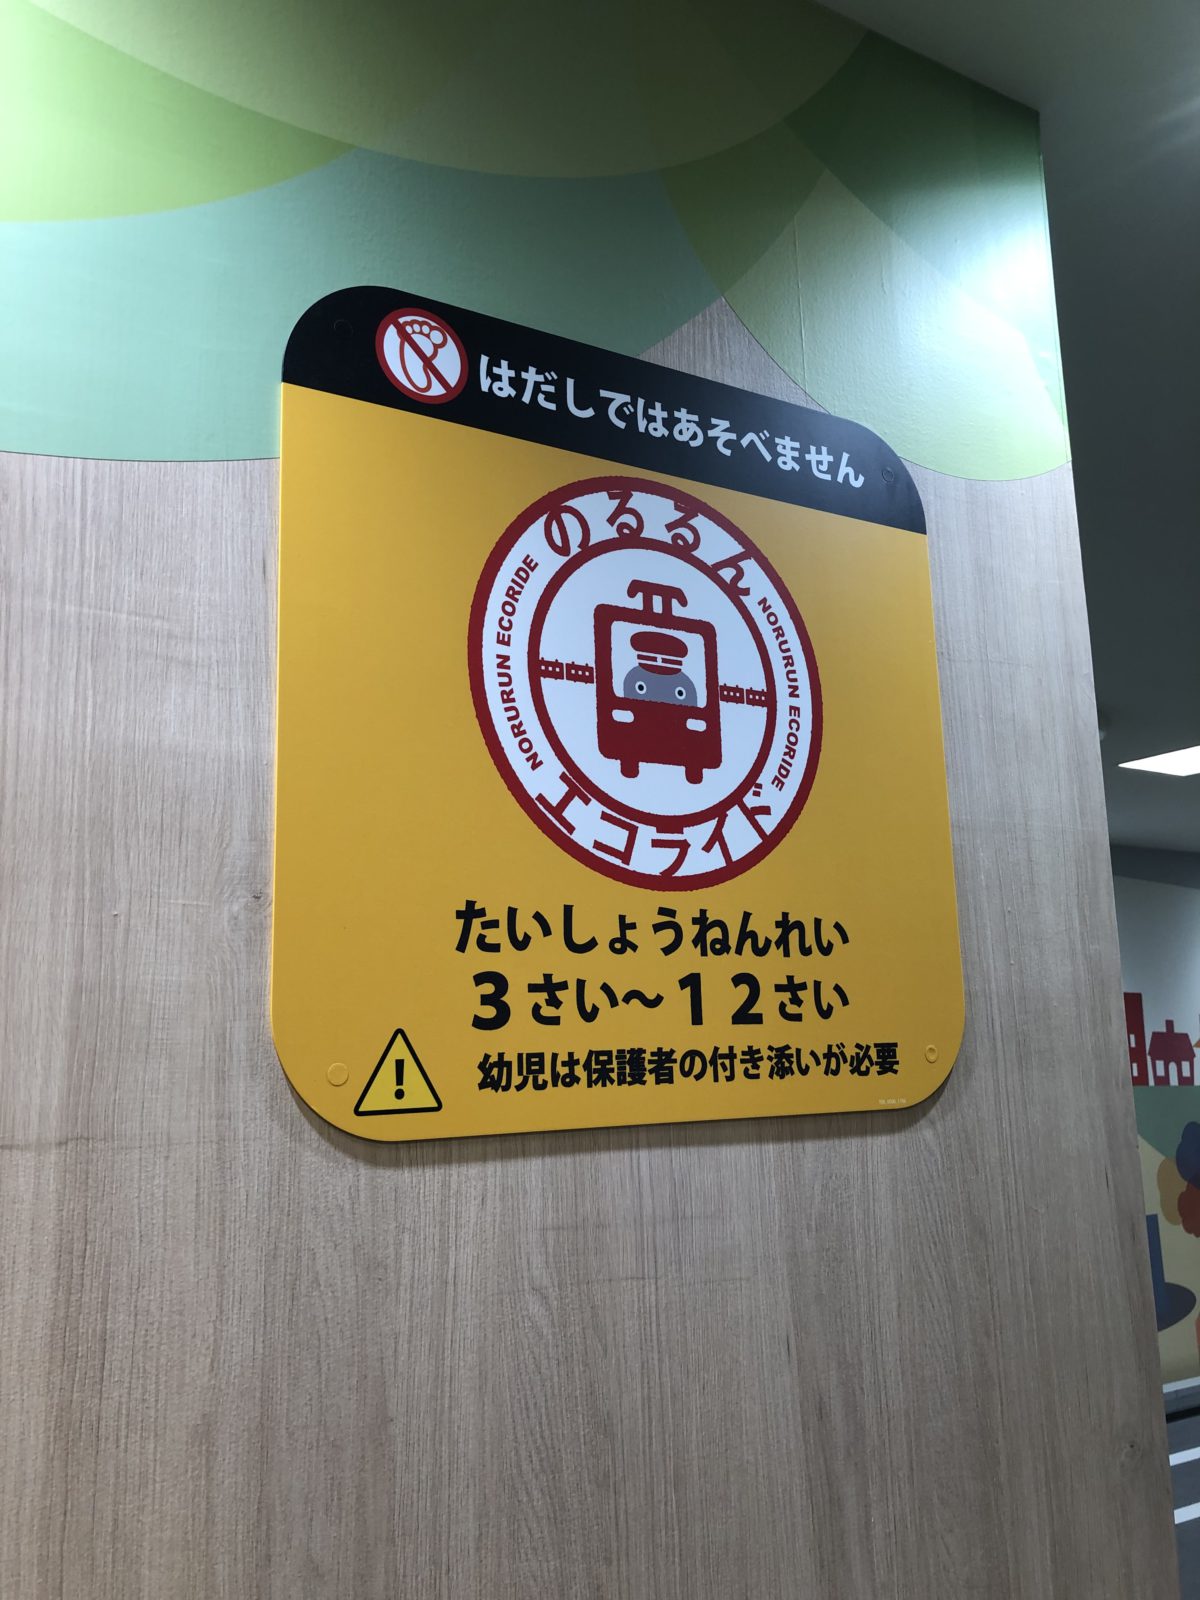 はだしではあそべません
のるるん
NORURUN ECORIDE
NORURUN ECORIDE
エコライド
たいしょうねんれい
３さい～１２さい
幼児は保護者の付き添いが必要